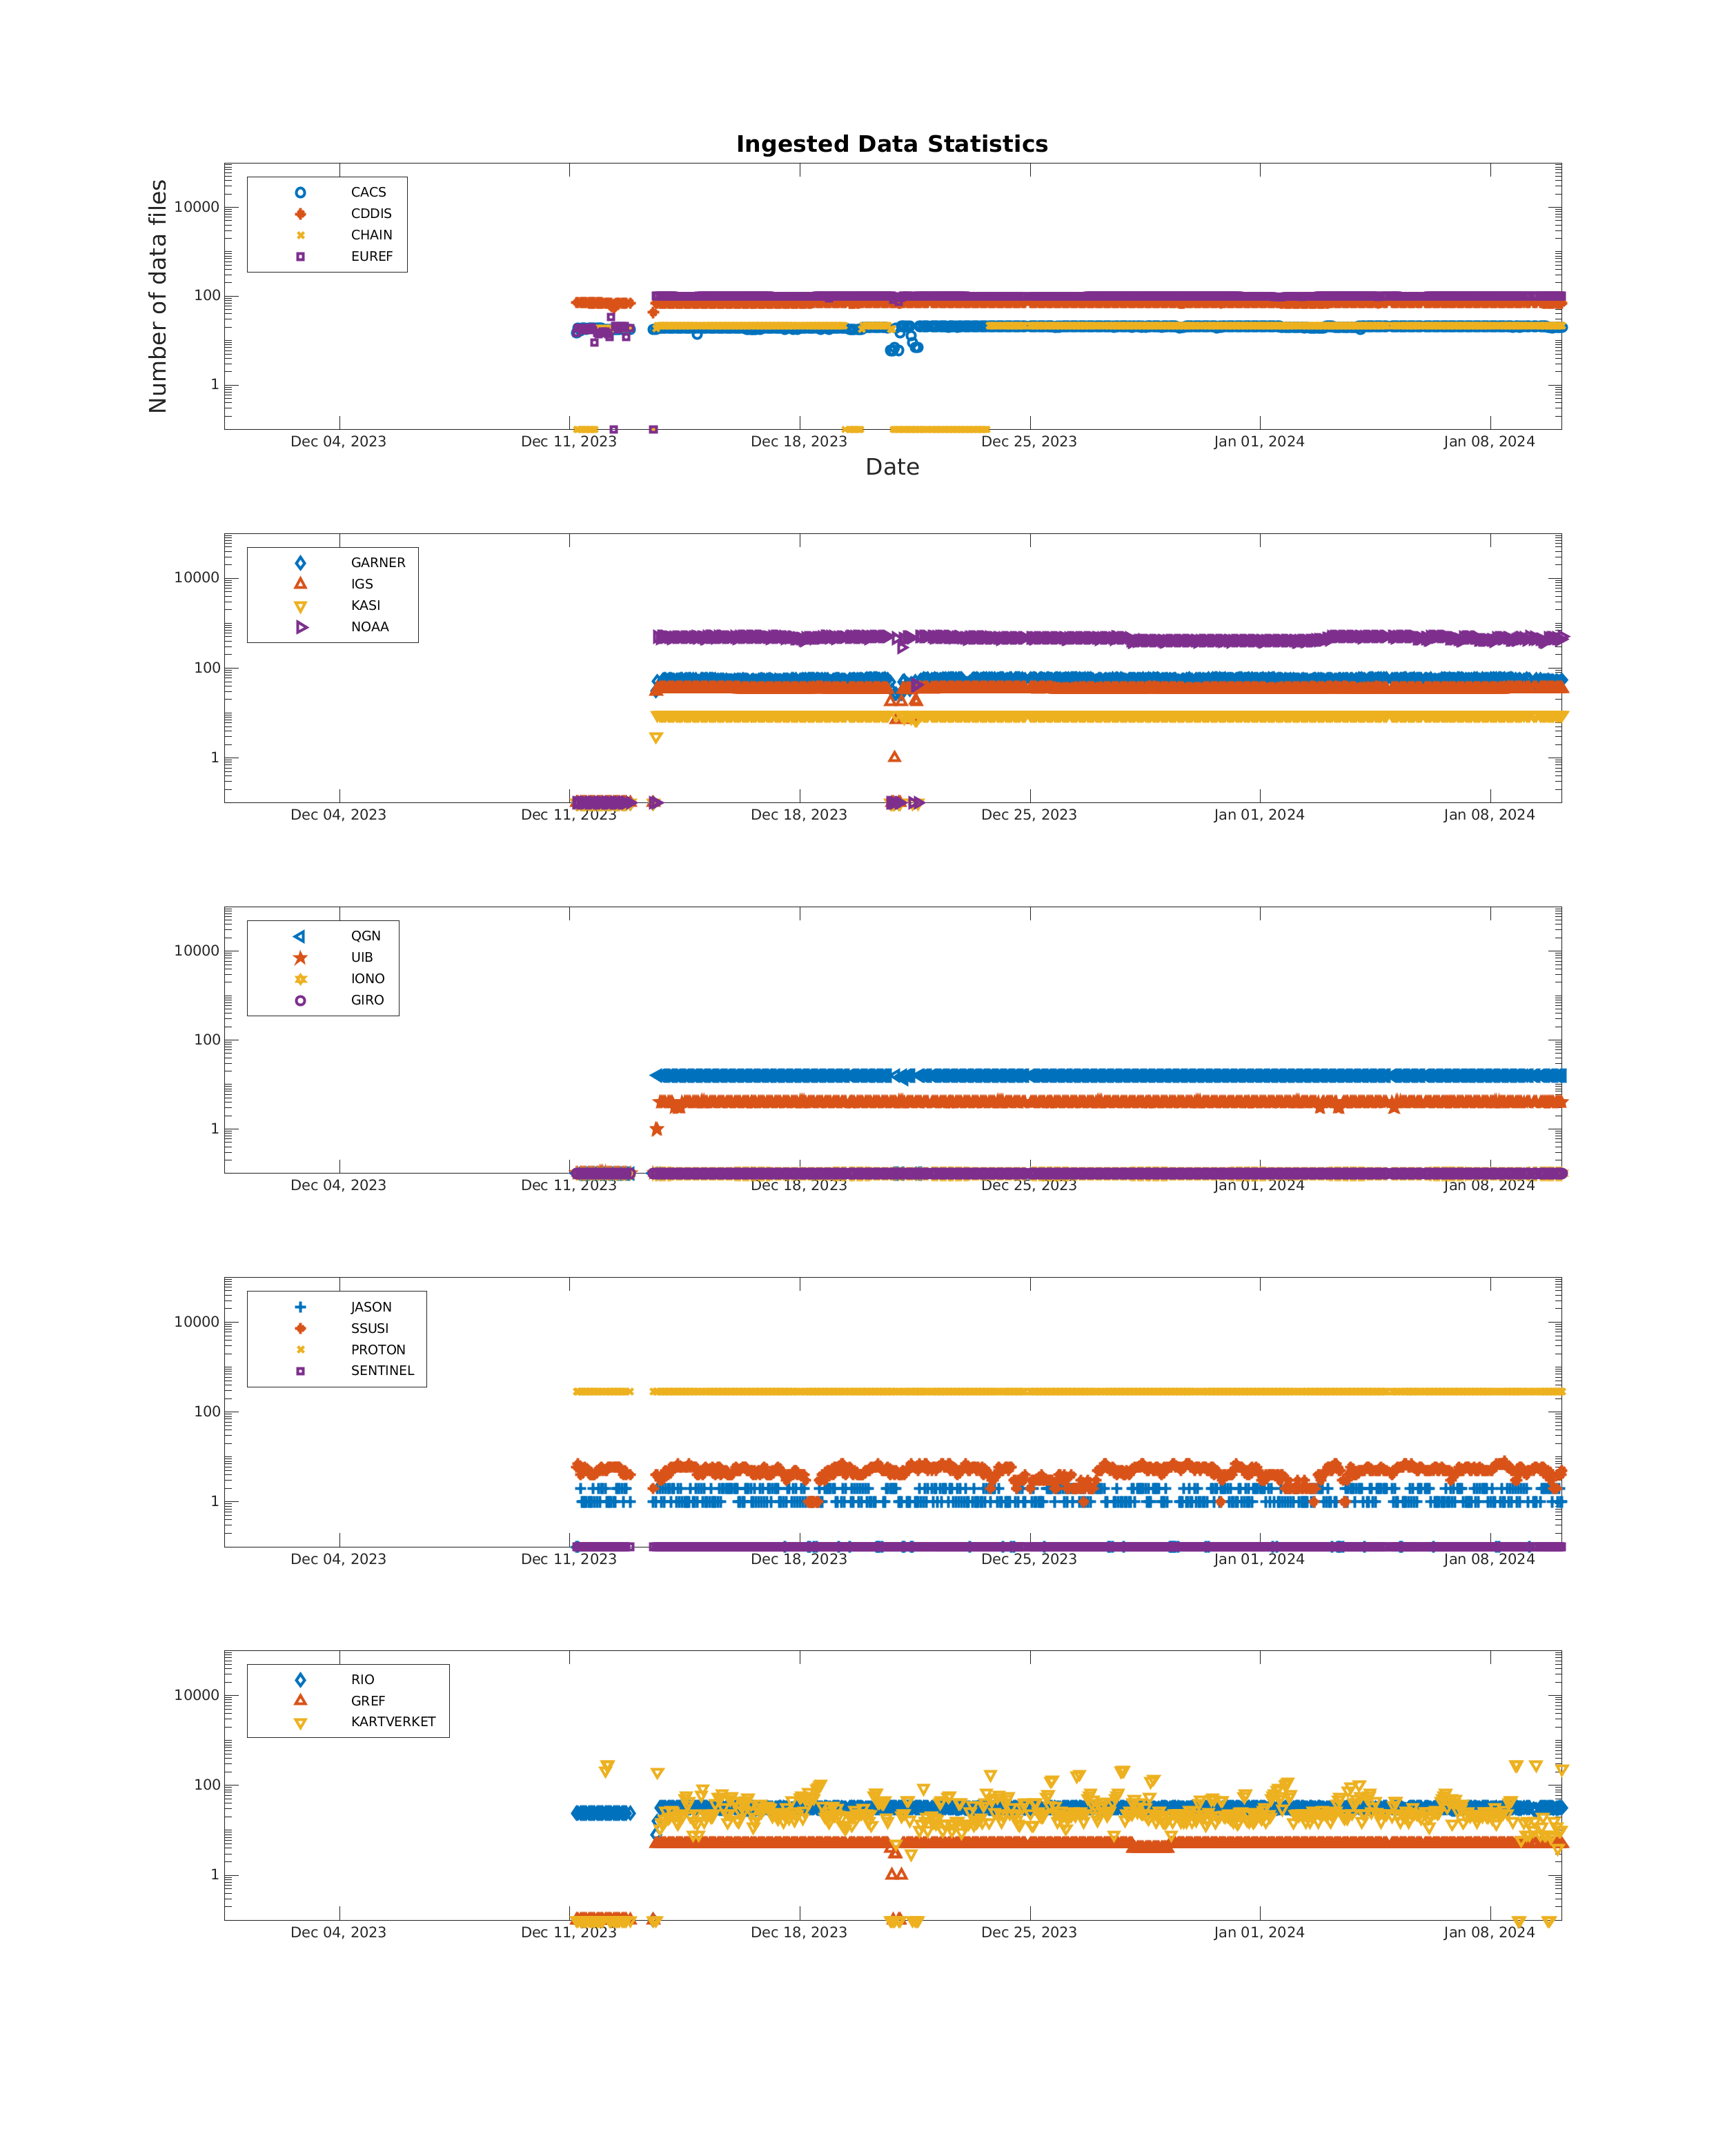 Ingested Data Statistics
Number of data files
10000
100
1
CACS
CDDIS
CHAIN
EUREF
Dec 04, 2023 Dec 11, 2023 Dec 18, 2023 Dec 25, 2023 Jan 01, 2024 Jan 08, 2024
Date
10000
100
1
GARNER
IGS
KASI
NOAA
Dec 04, 2023 Dec 11, 2023 Dec 18, 2023 Dec 25, 2023 Jan 01, 2024 Jan 08, 2024
10000
100
1
QGN
UIB
IONO
GIRO
Dec 04, 2023 Dec 11, 2023 Dec 18, 2023 Dec 25, 2023 Jan 01, 2024 Jan 08, 2024
10000
100
1
JASON
SSUSI
PROTON
SENTINEL
Dec 04, 2023 Dec 11, 2023 Dec 18, 2023 Dec 25, 2023 Jan 01, 2024 Jan 08, 2024
10000
100
1
RIO
GREF
KARTVERKET
Dec 04, 2023 Dec 11, 2023 Dec 18, 2023 Dec 25, 2023 Jan 01, 2024 Jan 08, 2024